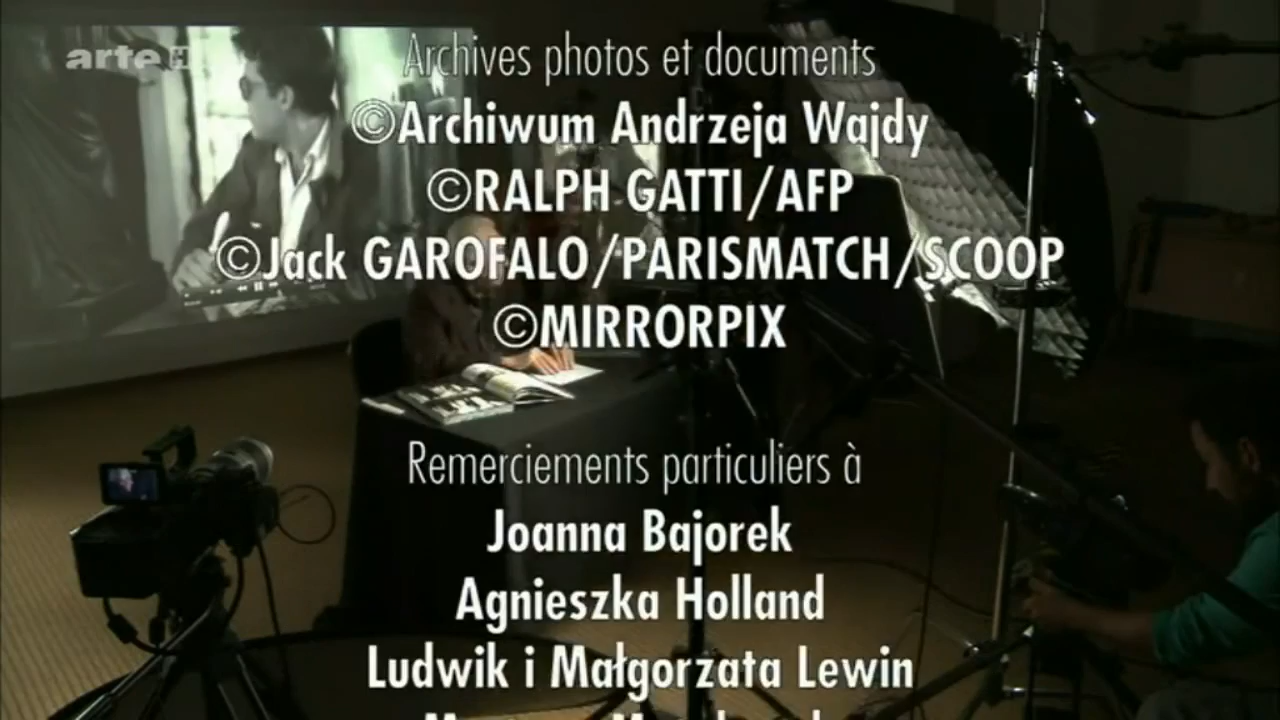 arte HD
Archives photos et documents
©Archiwum Andrzeja Wajdy
©RALPH GATTI/AFP
©Jack GAROFALO/PARISMATCH/SCOOP
©MIRRORPIX
Remerciements particuliers à
Joanna Bajorek
Agnieszka Holland
Ludwik i Małgorzata Lewin